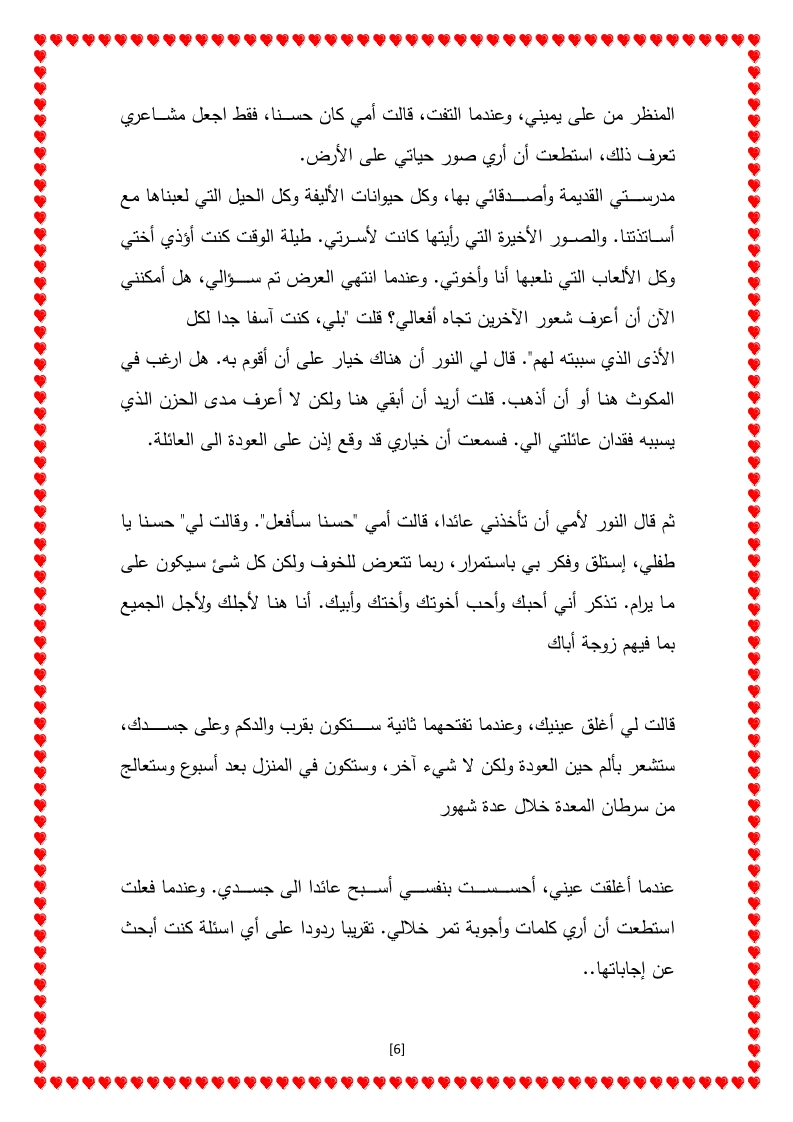 المنظر من على يميني، وعندما التفت، قالت أمي كان حسنا، فقط اجعل مشاعري
تعرف ذلك، استطعت أن أري صور حياتي على الأرض.
مدرستي القديمة وأصدقائي بها، وكل حيوانات الأليفة وكل الحيل التي لعبناها مع
أساتذتنا. والصور الأخيرة التي رأيتها كانت لأسرتي. طيلة الوقت كنت أؤذي أختي
وكل الألعاب التي نلعبها أنا وأخوتي. وعندما انتهي العرض تم سؤالي، هل أمكنني
الآن أن أعرف شعور الآخرين تجاه أفعالي؟ قلت "بلي، كنت آسفا جدا لكل
الأذى الذي سببته لهم". قال لي النور أن هناك خيار على أن أقوم به. هل ارغب في
المكوث هنا أو أن أذهب. قلت أريد أن أبقي هنا ولكن لا أعرف مدى الحزن الذي
يسببه فقدان عائلتي الي. فسمعت أن خياري قد وقع إذن على العودة الى العائلة.
ثم قال النور لأمي أن تأخذني عائدا، قالت أمي "حسنا سأفعل". وقالت لي" حسنا يا
طفلي، إستلق وفكر بي باستمرار، ربما تتعرض للخوف ولكن كل شئ سيكون على
ما يرام. تذكر أني أحبك وأحب أخوتك وأختك وأبيك. أنا هنا لأجلك ولأجل الجميع
بما فيهم زوجة أباك
قالت لي أغلق عينيك، وعندما تفتحهما ثانية ستكون بقرب والدكم وعلى جسدك،
ستشعر بألم حين العودة ولكن لا شيء آخر، وستكون في المنزل بعد أسبوع وستعالج
من سرطان المعدة خلال عدة شهور
عندما أغلقت عيني، أحسست بنفسي أسبح عائدا الى جسدي. وعندما فعلت
استطعت أن أري كلمات وأجوبة تمر خلالي. تقريبا ردودا على أي اسئلة كنت أبحث
عن إجاباتها..
[6]